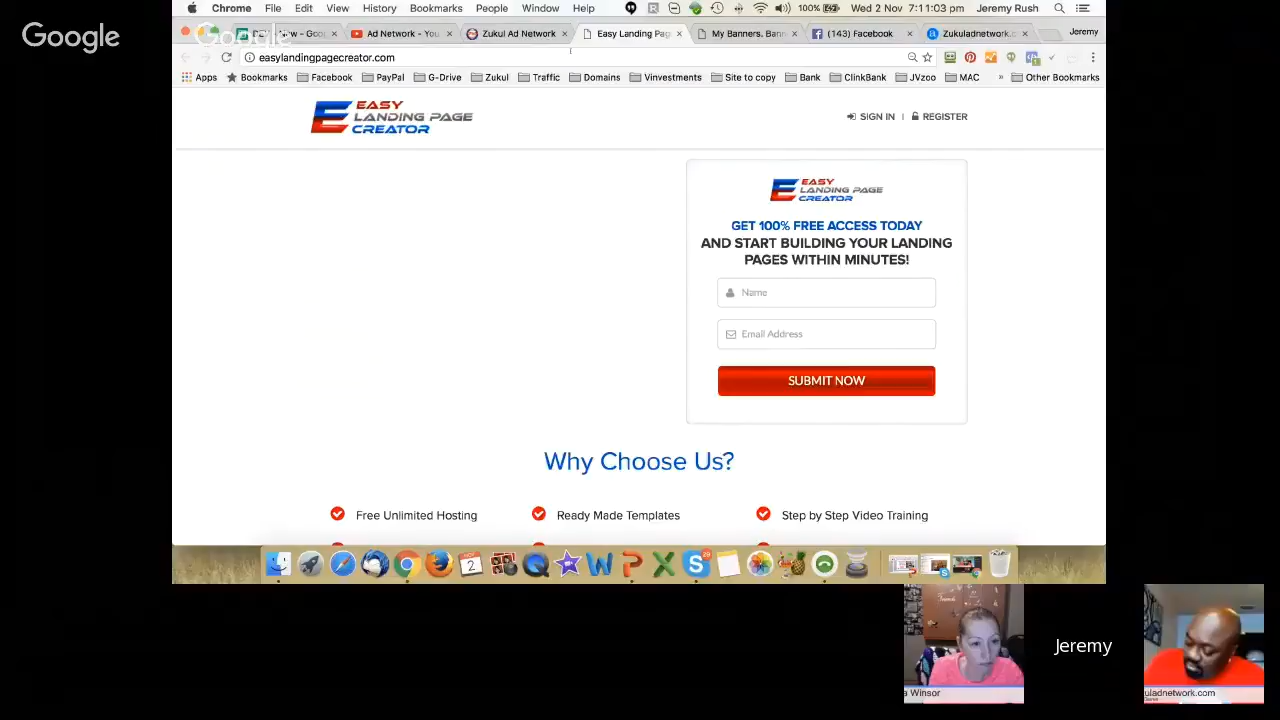 Google
Chrome File Edit View History Bookmarks People Window Help 100% Wed 2 Nov 7:11:03 pm Jeremy Rush
Ad Network - You Zukul Ad Network Easy Landing Pag My Banners. Bann (143) Facebook Zukuladnetwork.c Jeremy
easylandingpagecreator.com
Apps Bookmarks Facebook PayPal G-Drive Zukul Traffic Domains Vinvestments Site to copy Bank ClinkBank JVzoo MAC » Other Bookmarks
EASY
LANDING PAGE
CREATOR
SIGN IN | REGISTER
EASY
LANDING PAGE
CREATOR
GET 100% FREE ACCESS TODAY
AND START BUILDING YOUR LANDING
PAGES WITHIN MINUTES!
Name
Email Address
SUBMIT NOW
Why Choose Us?
Free Unlimited Hosting Ready Made Templates Step by Step Video Training
NOV
2
29
Jeremy
a Winsor
uladnetwork.com